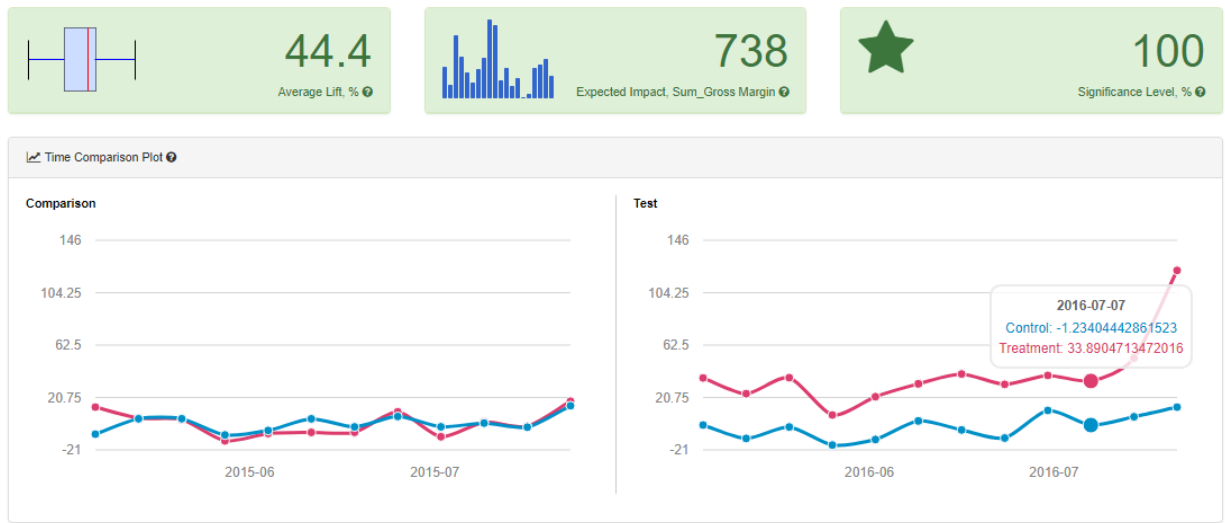 44.4
Average Lift, %
738
Expected Impact, Sum_Gross Margin
100
Significance Level, %
Time Comparison Plot
Comparison
146
104.25
62.5
20.75
-21
2015-06
2015-07
Test
146
104.25
62.5
20.75
-21
2016-06
2016-07
2016-07-07
Control: -1.23404442861523
Treatment: 33.8904713472016